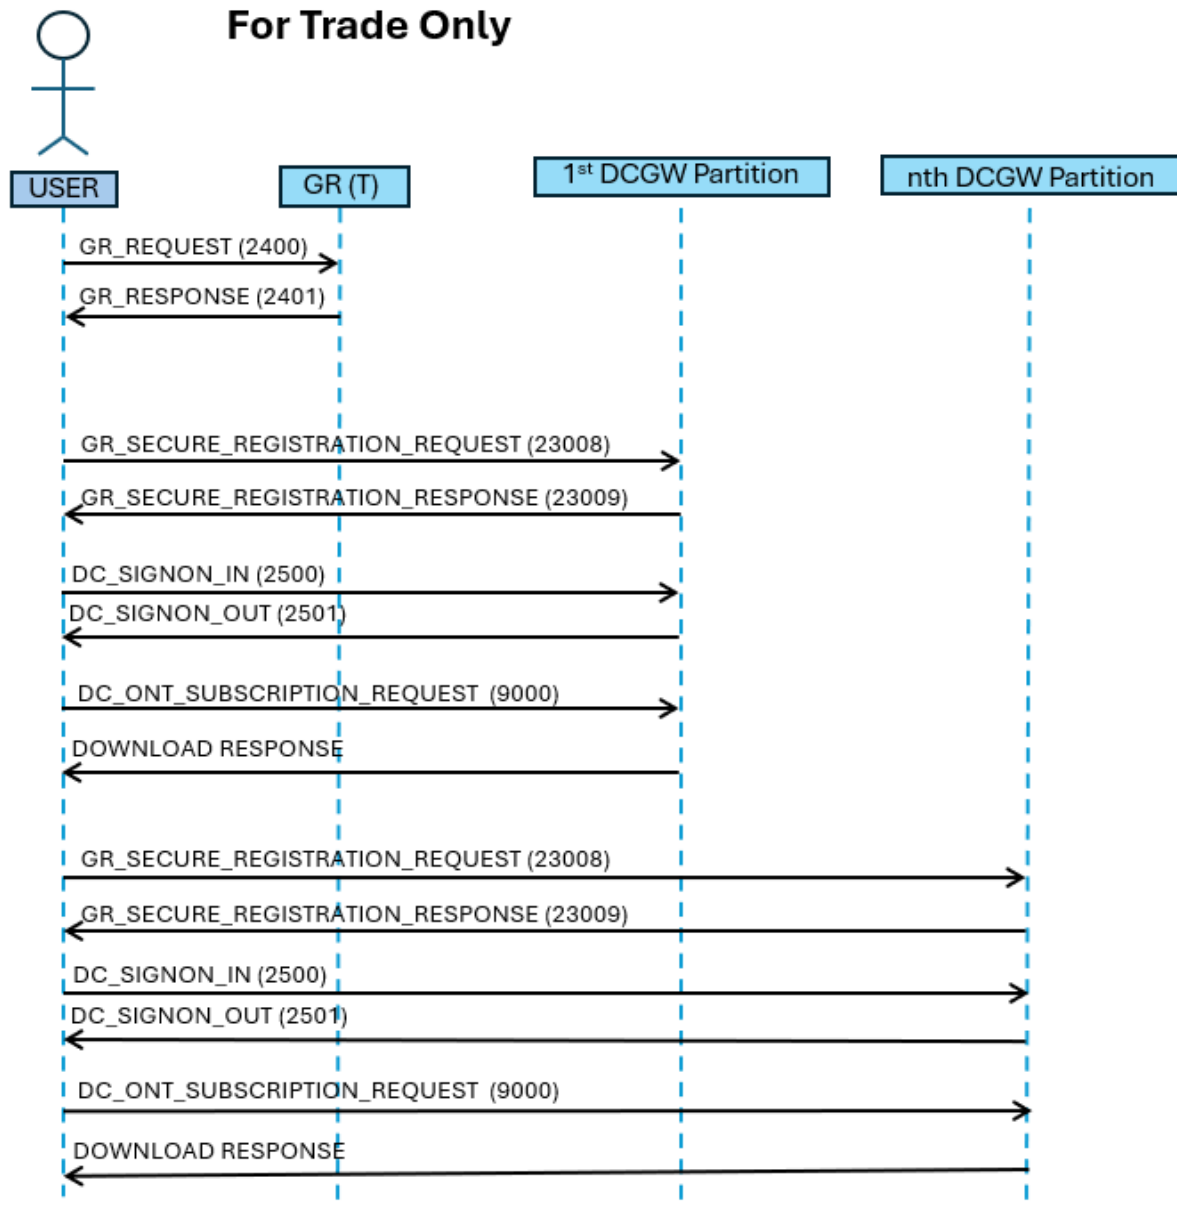 For Trade Only
USER
GR (T)
1st DCGW Partition
nth DCGW Partition
GR_REQUEST (2400)
GR_RESPONSE (2401)
GR_SECURE_REGISTRATION_REQUEST (23008)
GR_SECURE_REGISTRATION_RESPONSE (23009)
DC_SIGNON_IN (2500)
DC_SIGNON_OUT (2501)
DC_ONT_SUBSCRIPTION_REQUEST (9000)
DOWNLOAD RESPONSE
GR_SECURE_REGISTRATION_REQUEST (23008)
GR_SECURE_REGISTRATION_RESPONSE (23009)
DC_SIGNON_IN (2500)
DC_SIGNON_OUT (2501)
DC_ONT_SUBSCRIPTION_REQUEST (9000)
DOWNLOAD RESPONSE